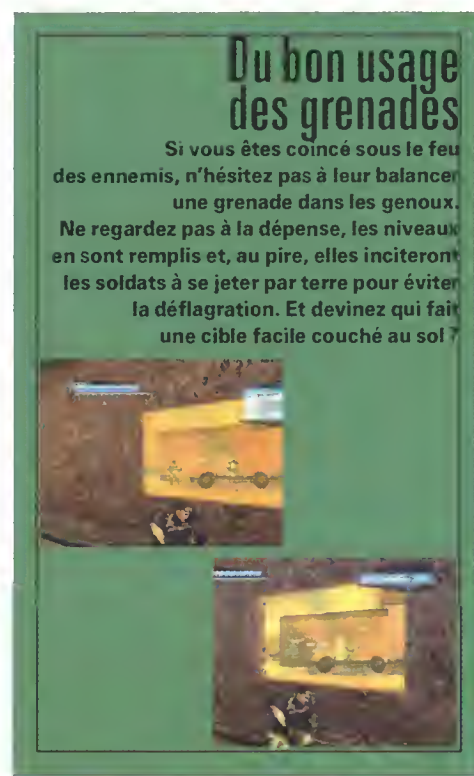 Du bon usage
des grenades
Si vous êtes coincé sous le feu
des ennemis, n'hésitez pas à leur balancer
une grenade dans les genoux.
Ne regardez pas à la dépense, les niveaux
en sont remplis et, au pire, elles inciteront
les soldats à se jeter par terre pour éviter
la déflagration. Et devinez qui fait
une cible facile couché au sol ?